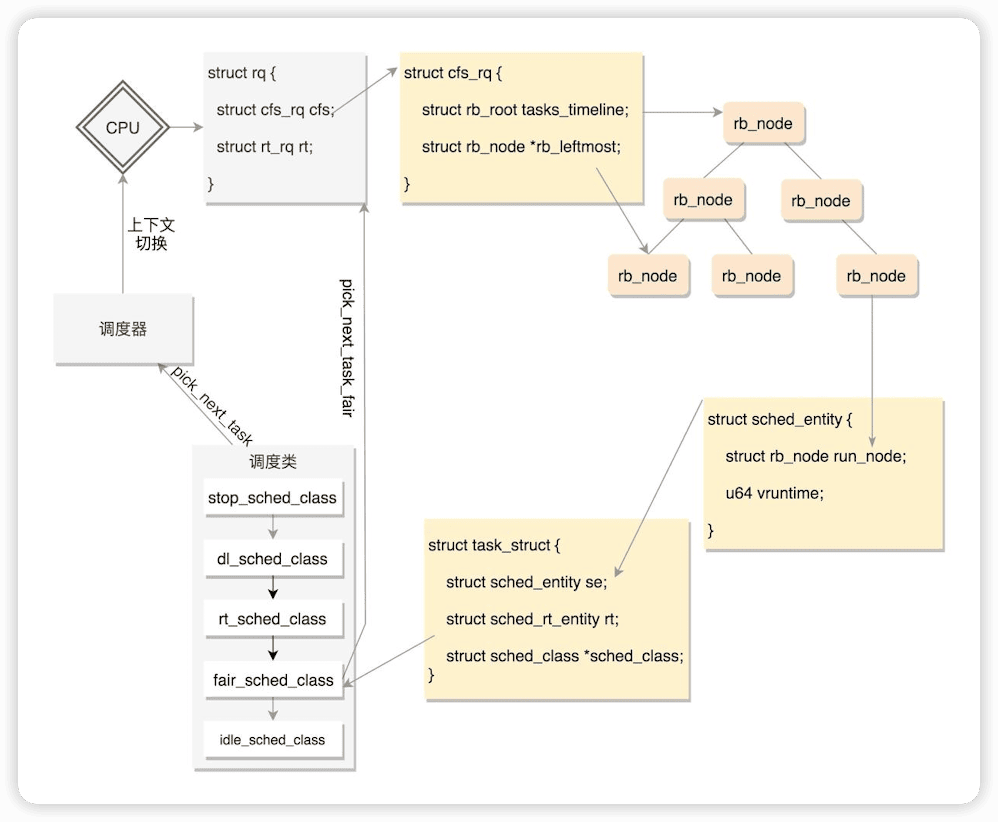 CPU
struct rq {
struct cfs_rq cfs;
struct rt_rq rt;
}
struct cfs_rq {
struct rb_root tasks_timeline;
struct rb_node *rb_leftmost;
}
rb_node
rb_node
rb_node
rb_node
rb_node
rb_node
上下文
切换
调度器
pick_next_task
pick_next_task_fair
调度类
stop_sched_class
dl_sched_class
rt_sched_class
fair_sched_class
idle_sched_class
struct task_struct {
struct sched_entity se;
struct sched_rt_entity rt;
struct sched_class *sched_class;
}
struct sched_entity {
struct rb_node run_node;
u64 vruntime;
}